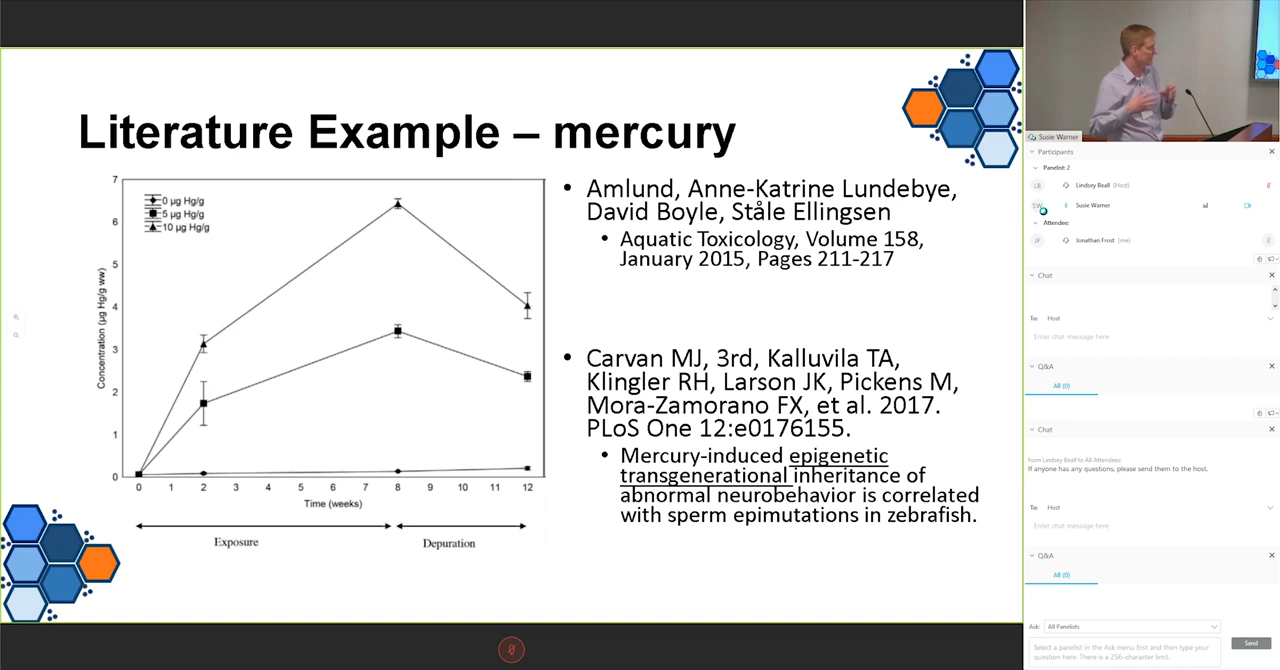 Literature Example – mercury
7
6
5
4
3
2
1
0
Concentration (µg Hg/g ww)
0 µg Hg/g
5 µg Hg/g
10 µg Hg/g
0 1 2 3 4 5 6 7 8 9 10 11 12
Time (weeks)
Exposure
Depuration
• Amlund, Anne-Katrine Lundebye,
David Boyle, Ståle Ellingsen
• Aquatic Toxicology, Volume 158,
January 2015, Pages 211-217
• Carvan MJ, 3rd, Kalluvila TA,
Klingler RH, Larson JK, Pickens M,
Mora-Zamorano FX, et al. 2017.
PLoS One 12:e0176155.
• Mercury-induced epigenetic
transgenerational inheritance of
abnormal neurobehavior is correlated
with sperm epimutations in zebrafish.
Susie Warner
Participants
Panelist: 2
LB Lindsey Beall (Host)
SW Susie Warner
Attendee:
JF Jonathan Frost (me)
Chat
To: Host
Enter chat message here
Q&A
All (0)
Chat
from Lindsey Beall to All Attendees:
If anyone has any questions, please send them to the host.
To: Host
Enter chat message here
Q&A
All (0)
Ask: All Panelists
Select a panelist in the Ask menu first and then type your
question here. There is a 256-character limit.
Send